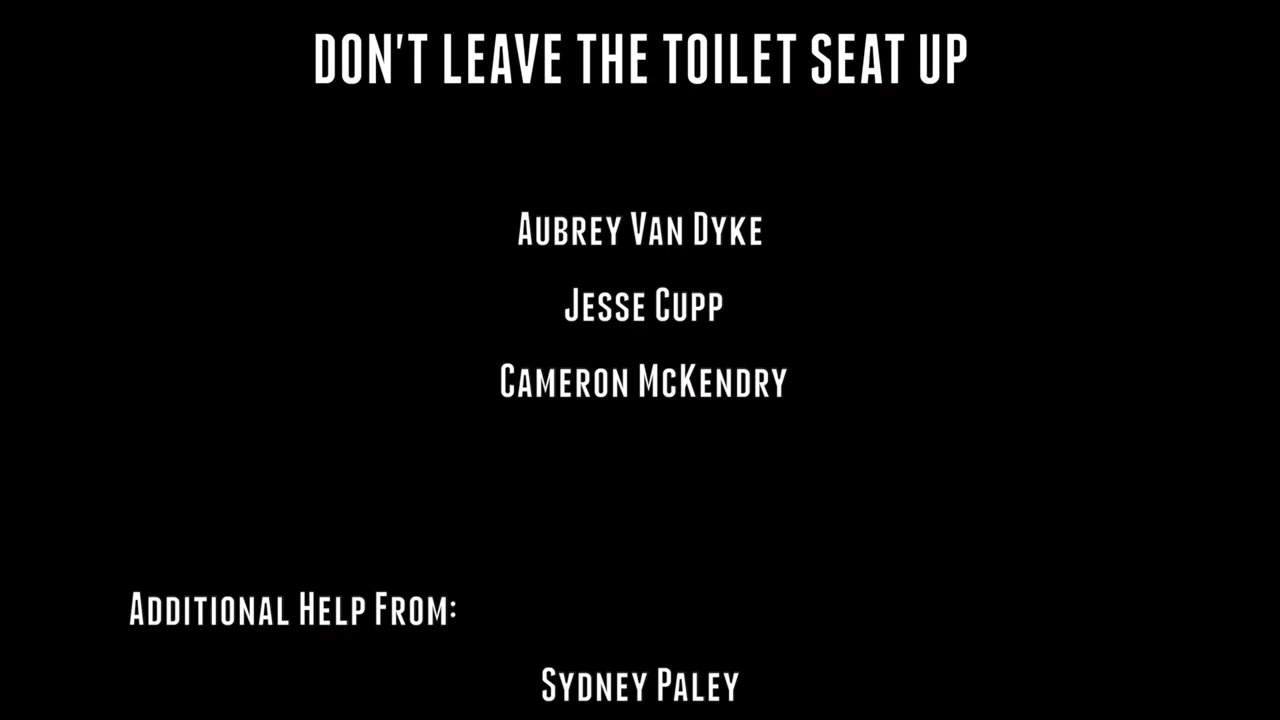 DON'T LEAVE THE TOILET SEAT UP
Aubrey Van Dyke
Jesse Cupp
Cameron McKendry
Additional Help From:
Sydney Paley